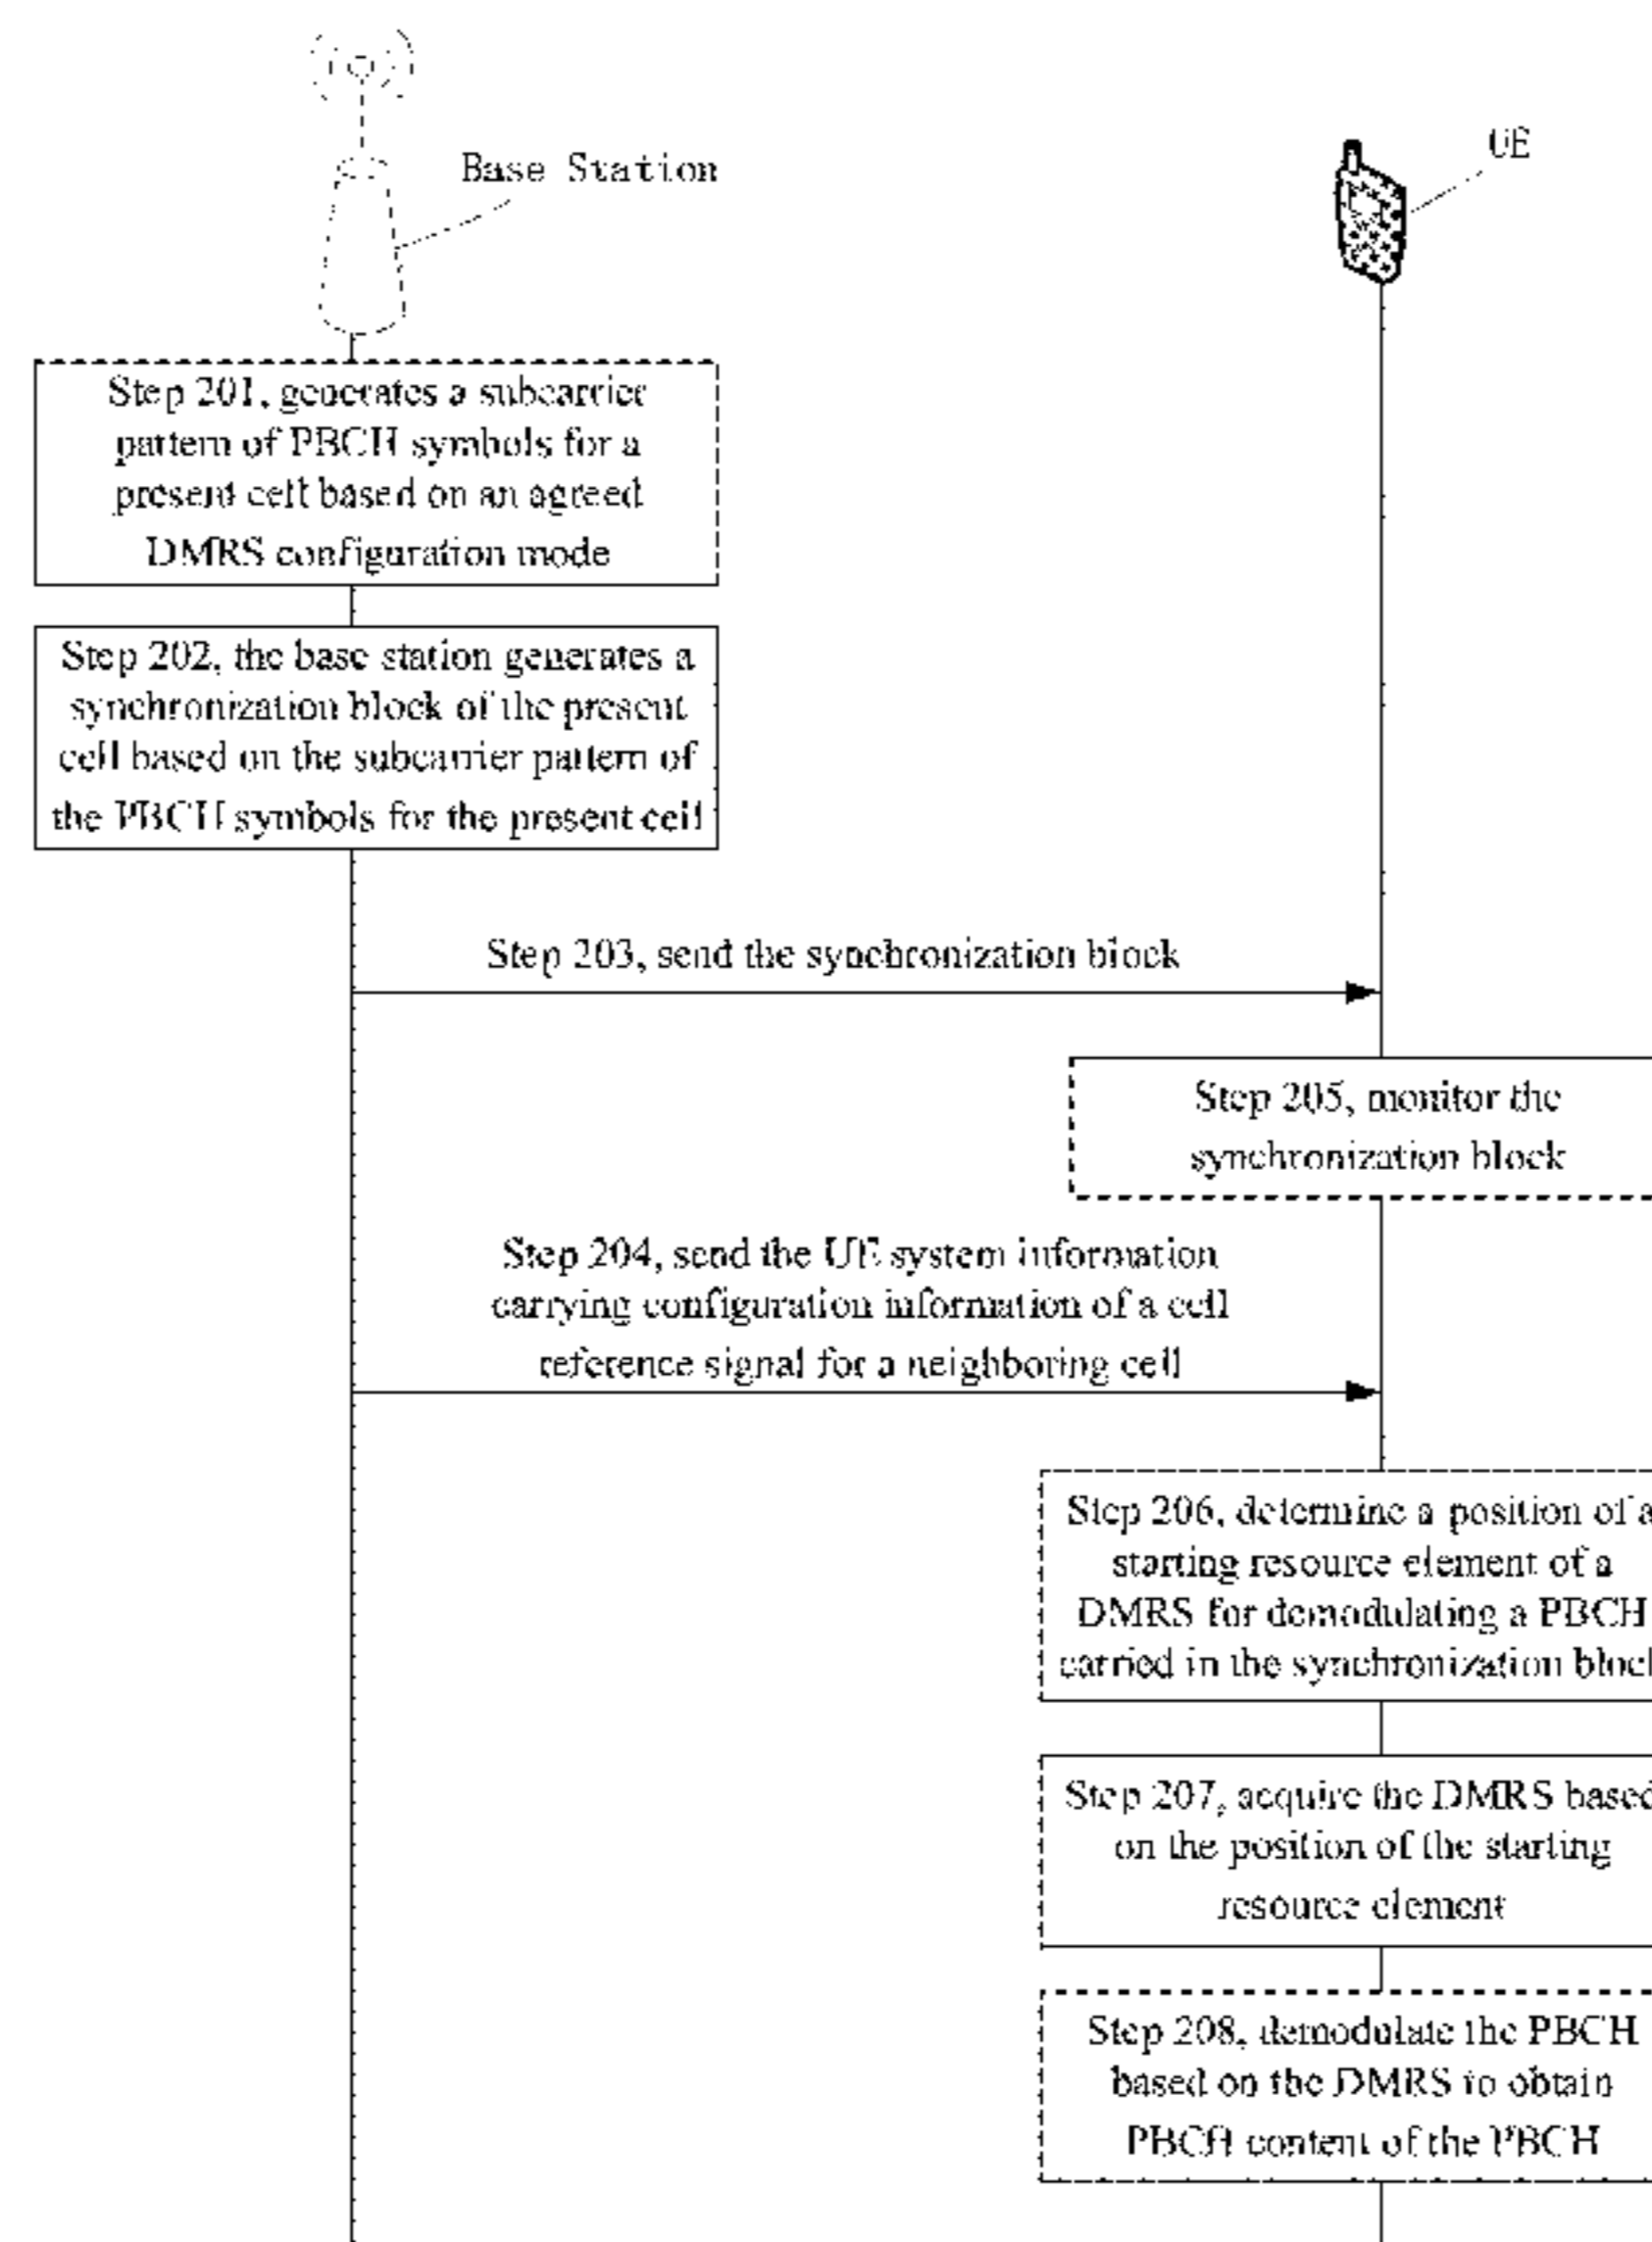 Base Station
UE
Step 201, generates a subcarrier
pattern of PBCH symbols for a
present cell based on an agreed
DMRS configuration mode
Step 202, the base station generates a
synchronization block of the present
cell based on the subcarrier pattern of
the PBCH symbols for the present cell
Step 203, send the synchronization block
Step 205, monitor the
synchronization block
Step 204, send the UE system information
carrying configuration information of a cell
reference signal for a neighboring cell
Step 206, determine a position of a
starting resource element of a
DMRS for demodulating a PBCH
carried in the synchronization block
Step 207, acquire the DMRS based
on the position of the starting
resource element
Step 208, demodulate the PBCH
based on the DMRS to obtain
PBCH content of the PBCH